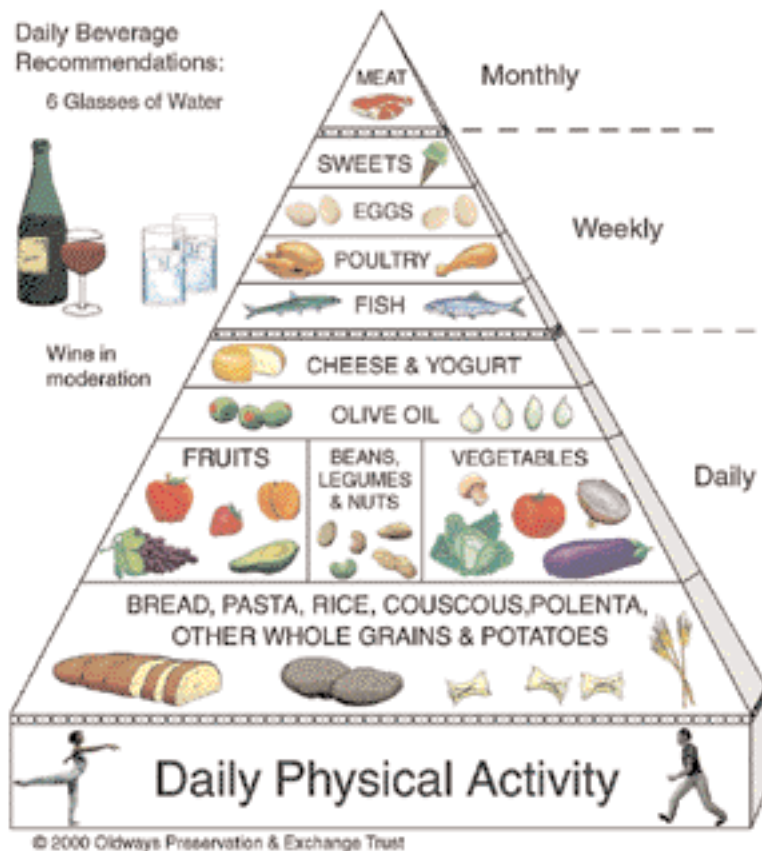 Daily Beverage
Recommendations:
6 Glasses of Water
Wine in
moderation
MEAT
Monthly
SWEETS
EGGS
Weekly
POULTRY
FISH
CHEESE & YOGURT
OLIVE OIL
FRUITS
BEANS,
LEGUMES
& NUTS
VEGETABLES
Daily
BREAD, PASTA, RICE, COUSCOUS,POLENTA,
OTHER WHOLE GRAINS & POTATOES
Daily Physical Activity
© 2000 Oldways Preservation & Exchange Trust